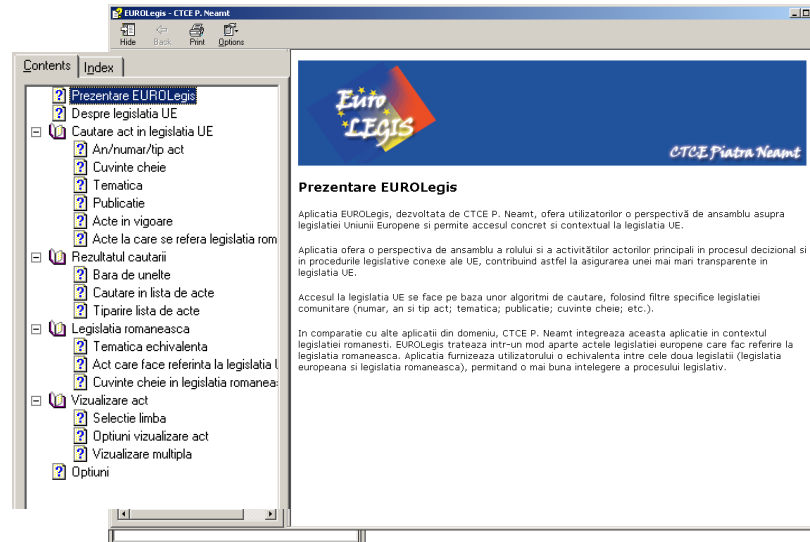 EUROLegis - CTCE P. Neamt
Hide Back Print Options
Contents Index
Prezentare EUROLegis
Despre legislatia UE
Cautare act in legislatia UE
An/numar/tip act
Cuvinte cheie
Tematica
Publicatie
Acte in vigoare
Acte la care se refera legislatia rom
Rezultatul cautarii
Bara de unelte
Cautare in lista de acte
Tiparire lista de acte
Legislatia romaneasca
Tematica echivalenta
Act care face referinta la legislatia
Cuvinte cheie in legislatia romaneas
Vizualizare act
Selectie limba
Optiuni vizualizare act
Vizualizare multipla
Optiuni
Euro
LEGIS
CTCE Piatra Neamt
Prezentare EUROLegis
Aplicatia EUROLegis, dezvoltata de CTCE P. Neamt, ofera utilizatorilor o perspectivă de ansamblu asupra
legislatiei Uniunii Europene si permite accesul concret si contextual la legislatia UE.
Aplicatia ofera o perspectiva de ansamblu a rolului si a activităților actorilor principali in procesul decizional si
in procedurile legislative conexe ale UE, contribuind astfel la asigurarea unei mai mari transparente in
legislatia UE.
Accesul la legislatia UE se face pe baza unor algoritmi de cautare, folosind filtre specifice legislatiei
comunitare (numar, an si tip act; tematica; publicatie; cuvinte cheie; etc.).
In comparatie cu alte aplicatii din domeniu, CTCE P. Neamt integreaza aceasta aplicatie in contextul
legislatiei romanesti. EUROLegis trateaza intr-un mod aparte actele legislatiei europene care fac referire la
legislatia romaneasca. Aplicatia furnizeaza utilizatorului o echivalenta intre cele doua legislatii (legislatia
europeana si legislatia romaneasca), permitand o mai buna intelegere a procesului legislativ.